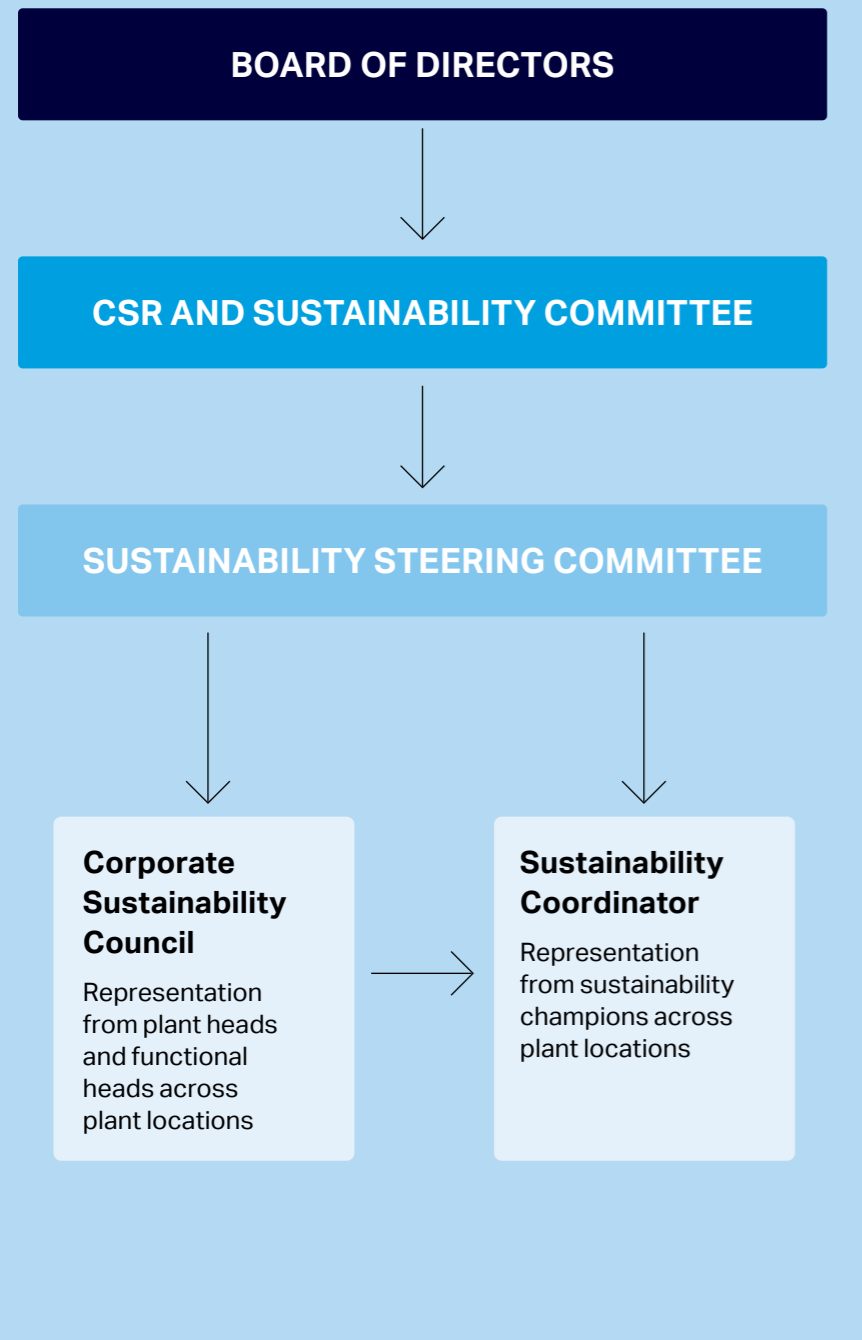 BOARD OF DIRECTORS
CSR AND SUSTAINABILITY COMMITTEE
SUSTAINABILITY STEERING COMMITTEE
Corporate
Sustainability
Council
Representation
from plant heads
and functional
heads across
plant locations
Sustainability
Coordinator
Representation
from sustainability
champions across
plant locations